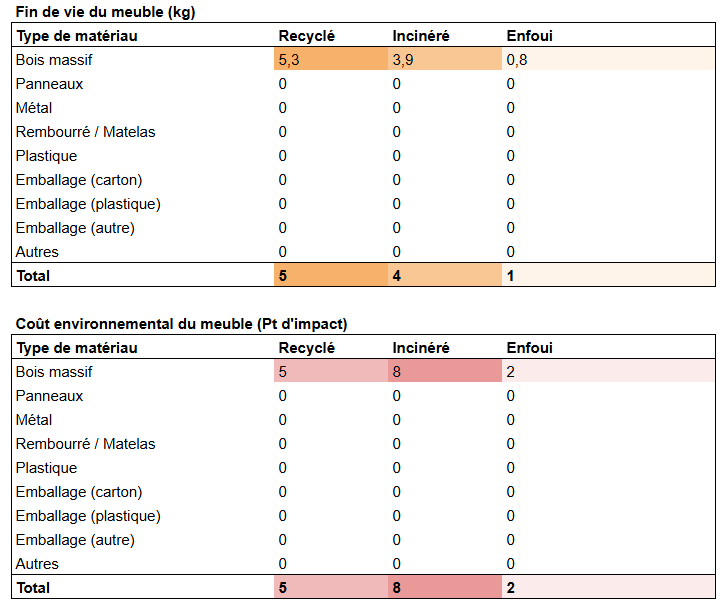 Fin de vie du meuble (kg)
Type de matériau Recyclé Incinéré Enfoui
Bois massif 5,3 3,9 0,8
Panneaux 0 0 0
Métal 0 0 0
Rembourré / Matelas 0 0 0
Plastique 0 0 0
Emballage (carton) 0 0 0
Emballage (plastique) 0 0 0
Emballage (autre) 0 0 0
Autres 0 0 0
Total 5 4 1
Coût environnemental du meuble (Pt d'impact)
Type de matériau Recyclé Incinéré Enfoui
Bois massif 5 8 2
Panneaux 0 0 0
Métal 0 0 0
Rembourré / Matelas 0 0 0
Plastique 0 0 0
Emballage (carton) 0 0 0
Emballage (plastique) 0 0 0
Emballage (autre) 0 0 0
Autres 0 0 0
Total 5 8 2